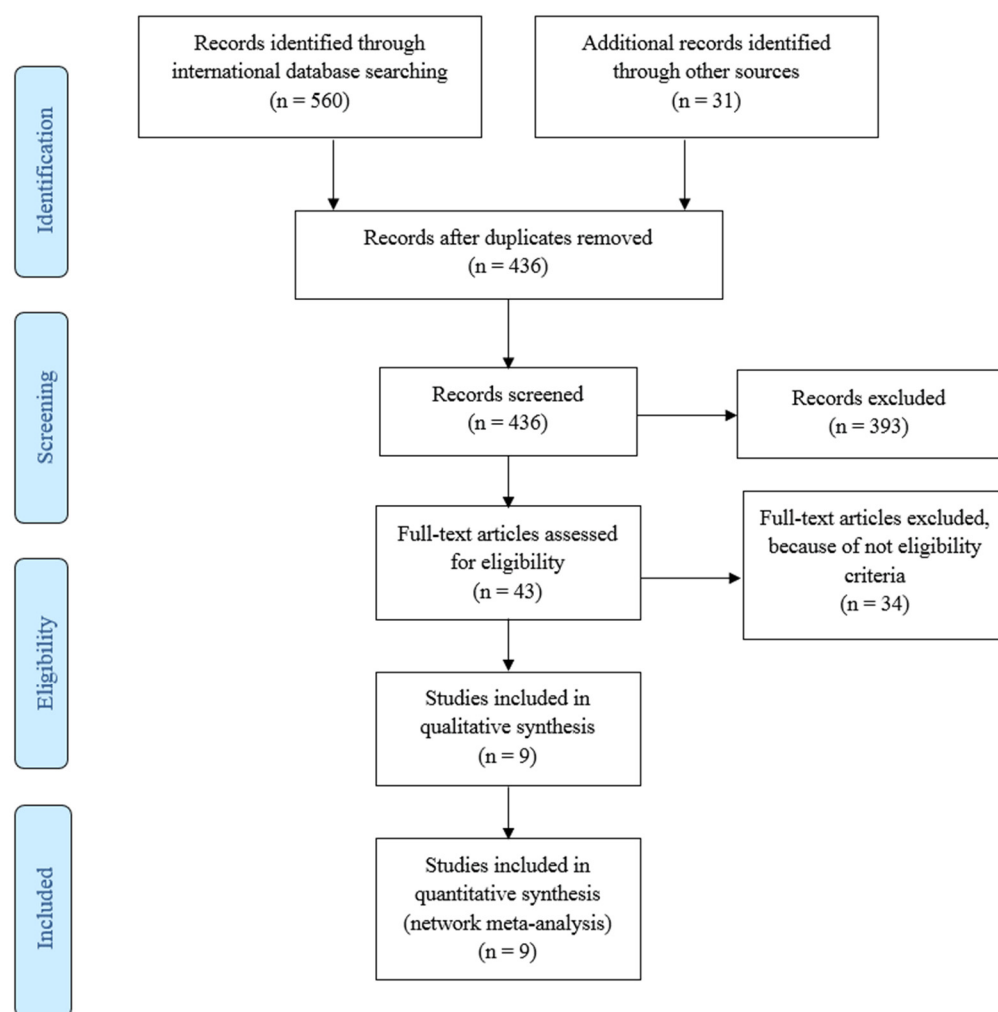 Records identified through
international database searching
(n = 560)
Additional records identified
through other sources
(n = 31)
Identification
Records after duplicates removed
(n = 436)
Screening
Records screened
(n = 436)
Records excluded
(n = 393)
Full-text articles assessed
for eligibility
(n = 43)
Full-text articles excluded,
because of not eligibility
criteria
(n = 34)
Eligibility
Studies included in
qualitative synthesis
(n = 9)
Included
Studies included in
quantitative synthesis
(network meta-analysis)
(n = 9)